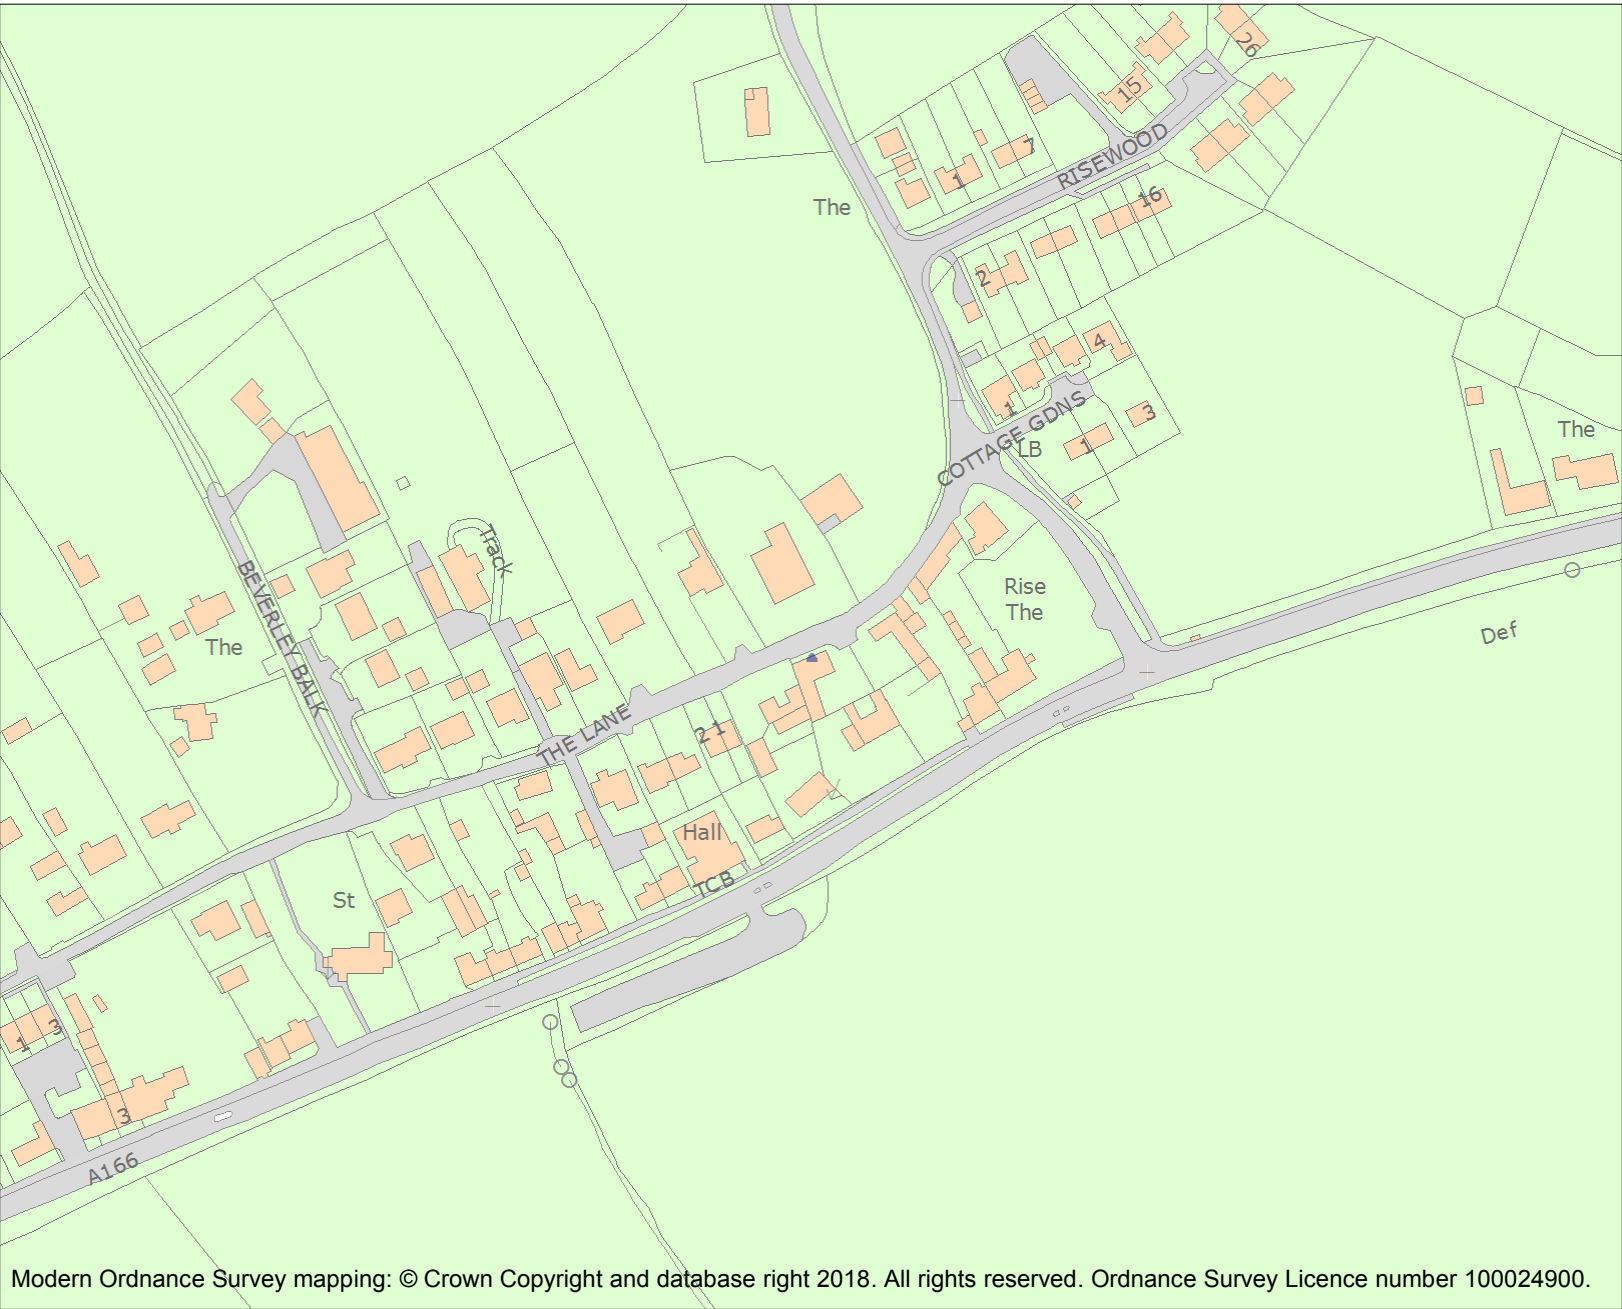 26
15
RISEWOOD
7
1
16
The
2
4
1
COTTAGE GDNS
3
1
LB
The
Track
BEVERLEY BALK
Rise
The
The
Def
THE LANE
2 1
Hall
TCB
St
3
1
3
A166
Modern Ordnance Survey mapping: © Crown Copyright and database right 2018. All rights reserved. Ordnance Survey Licence number 100024900.